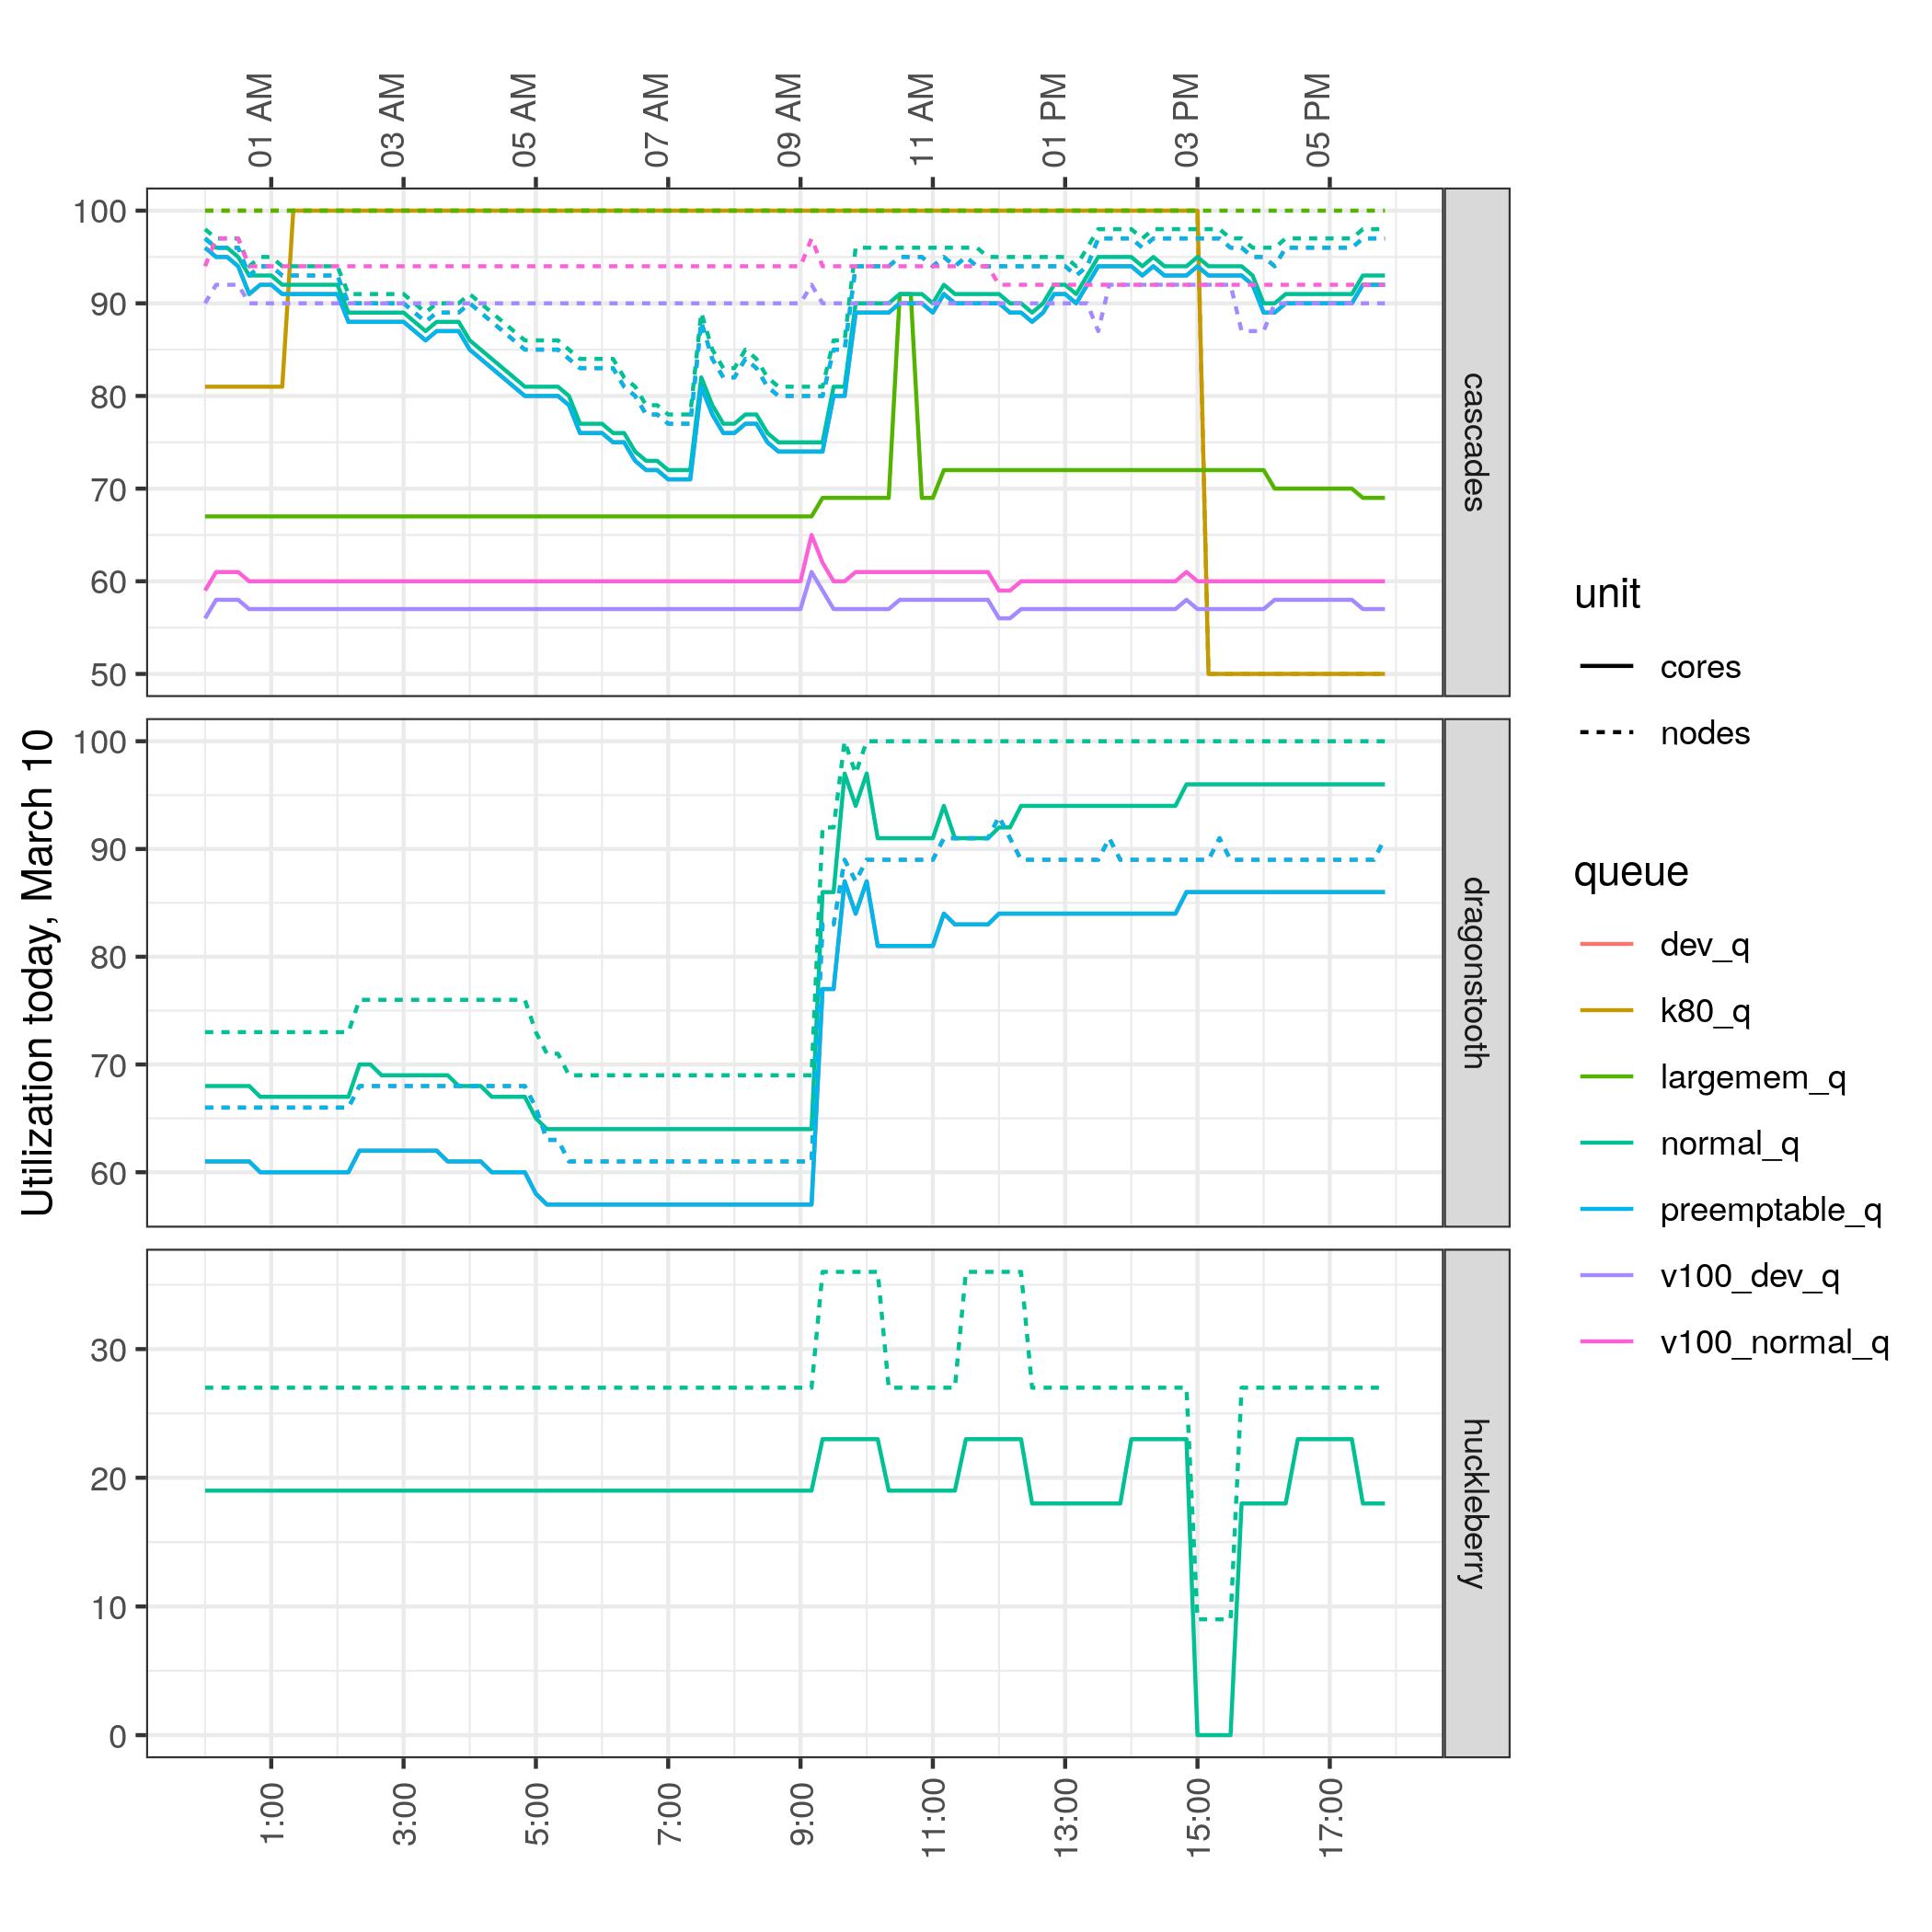 01 AM
03 AM
05 AM
07 AM
09 AM
11 AM
01 PM
03 PM
05 PM
Utilization today, March 10
100
90
80
70
60
50
cascades
100
90
80
70
60
dragonstooth
30
20
10
0
huckleberry
1:00
3:00
5:00
7:00
9:00
11:00
13:00
15:00
17:00
unit
cores
nodes
queue
dev_q
k80_q
largemem_q
normal_q
preemptable_q
v100_dev_q
v100_normal_q